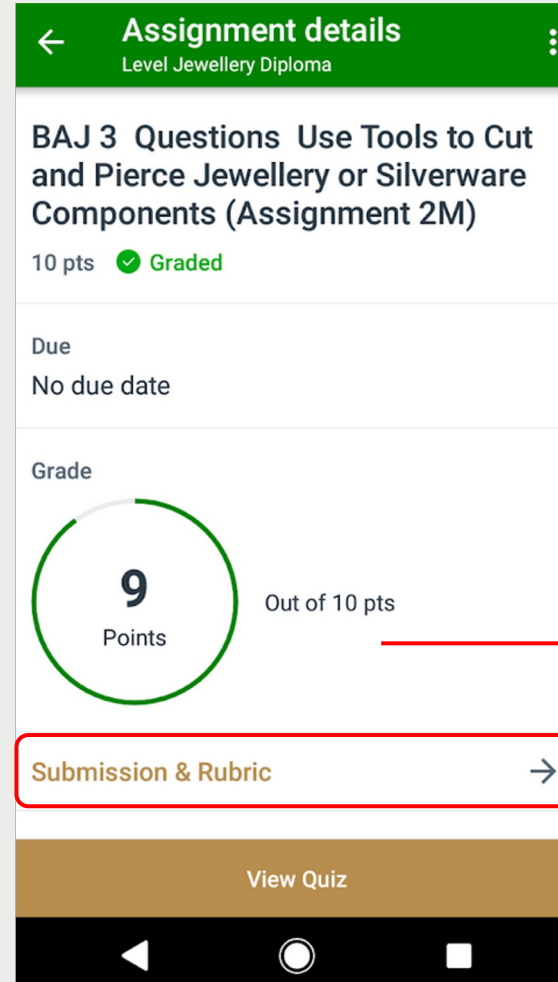 Assignment details
Level Jewellery Diploma
BAJ 3 Questions Use Tools to Cut
and Pierce Jewellery or Silverware
Components (Assignment 2M)
10 pts Graded
Due
No due date
Grade
9
Points
Out of 10 pts
Submission & Rubric
View Quiz